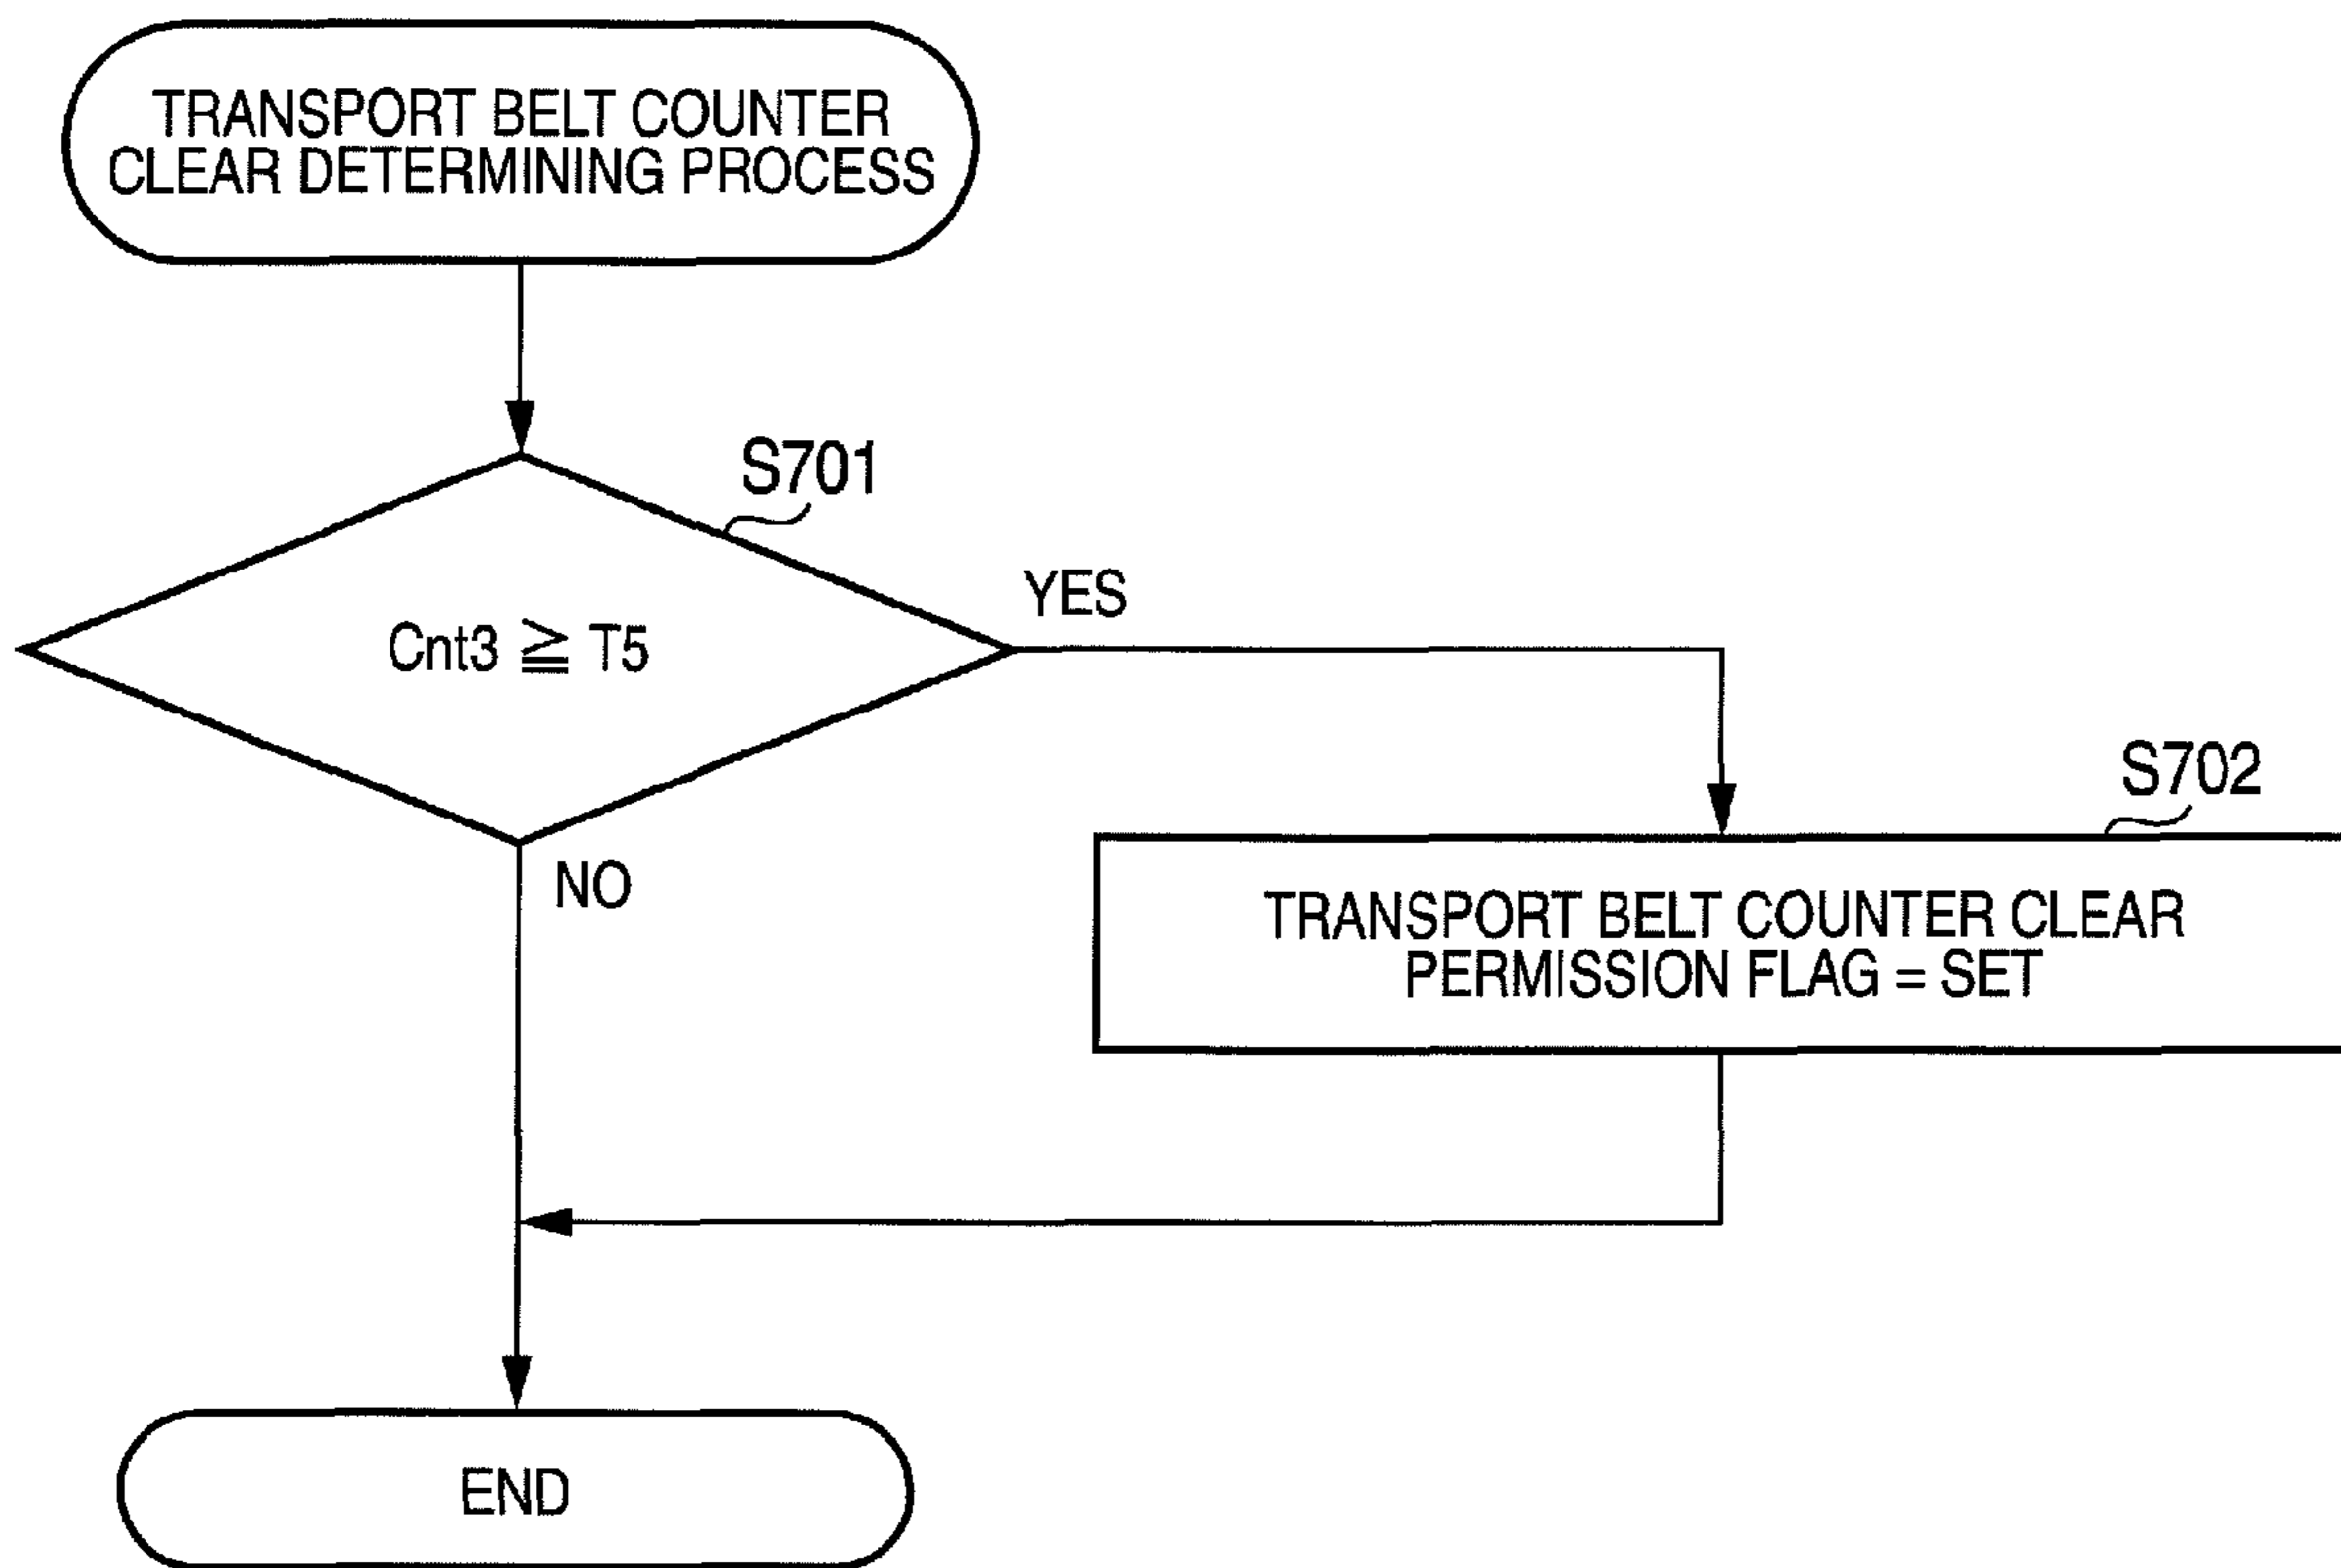 TRANSPORT BELT COUNTER
CLEAR DETERMINING PROCESS
S701
Cnt3 ≧ T5
YES
NO
S702
TRANSPORT BELT COUNTER CLEAR
PERMISSION FLAG = SET
END